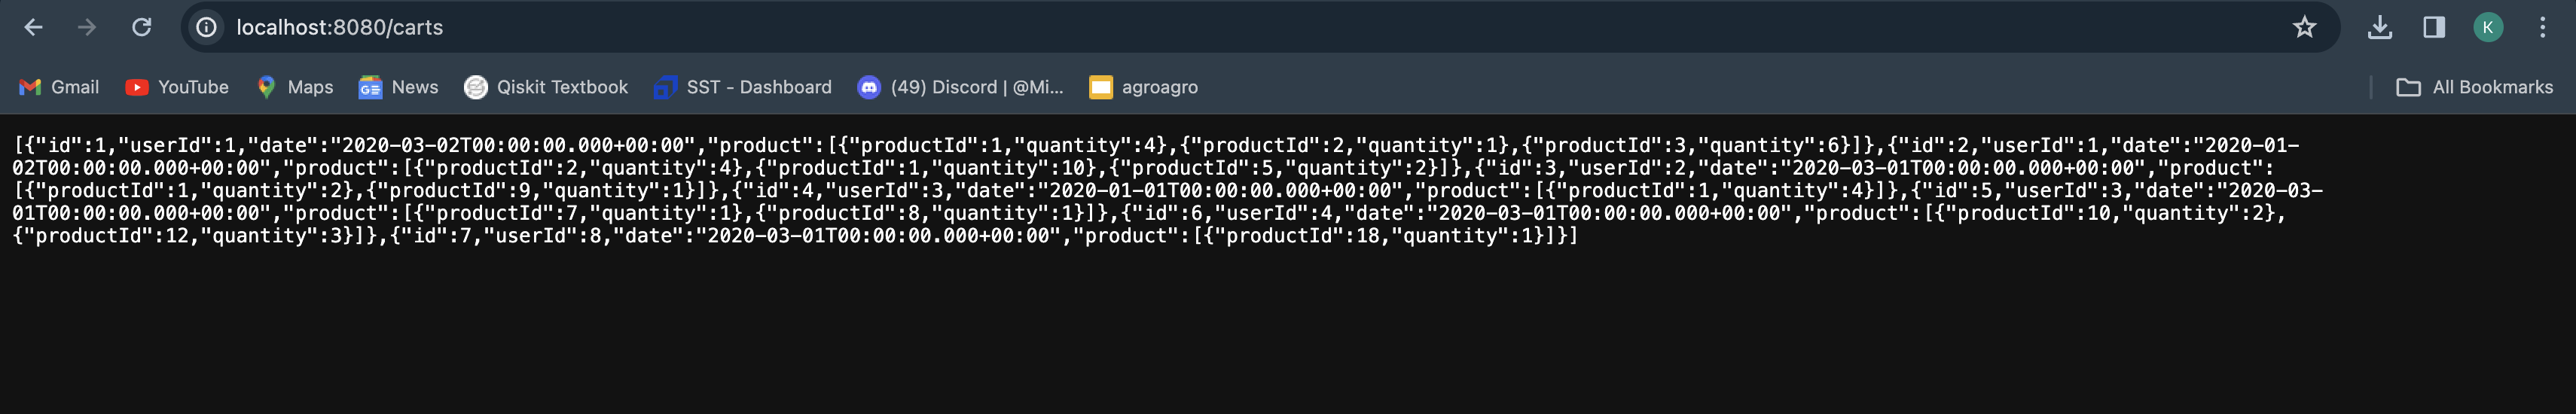 localhost:8080/carts
K
Gmail YouTube Maps GE News Qiskit Textbook SST - Dashboard (49) Discord | @Mi... agroagro All Bookmarks
[{"id":1,"userId":1,"date":"2020-03-02T00:00:00.000+00:00","product":[{"productId":1,"quantity":4},{"productId":2,"quantity":1},{"productId":3,"quantity":6}]},{"id":2,"userId":1,"date":"2020-01-
02T00:00:00.000+00:00","product":[{"productId":2,"quantity":4},{"productId":1,"quantity":10},{"productId":5,"quantity":2}]},{"id":3,"userId":2,"date":"2020-03-01T00:00:00.000+00:00","product":
[{"productId":1,"quantity":2},{"productId":9,"quantity":1}]},{"id":4,"userId":3,"date":"2020-01-01T00:00:00.000+00:00","product":[{"productId":1,"quantity":4}]},{"id":5,"userId":3,"date":"2020-03-
01T00:00:00.000+00:00","product":[{"productId":7,"quantity":1},{"productId":8,"quantity":1}]},{"id":6,"userId":4,"date":"2020-03-01T00:00:00.000+00:00","product":[{"productId":10,"quantity":2},
{"productId":12,"quantity":3}]},{"id":7,"userId":8,"date":"2020-03-01T00:00:00.000+00:00","product":[{"productId":18,"quantity":1}]}]